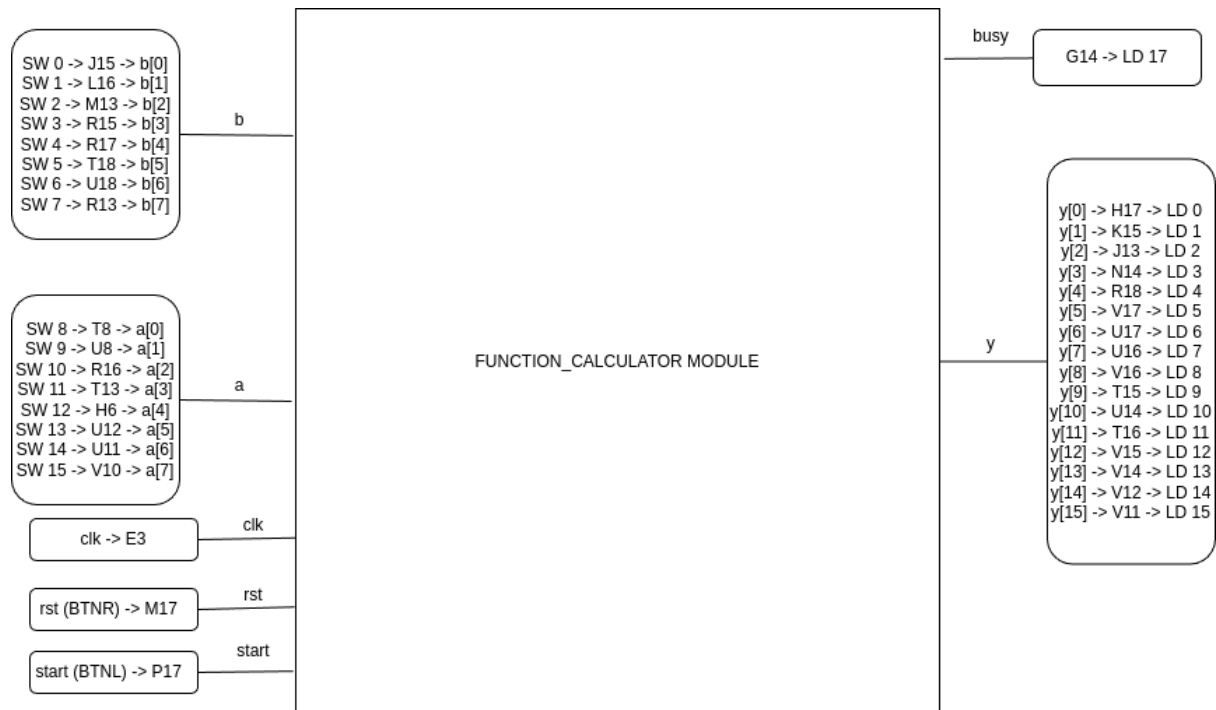 SW 0 -> J15 -> b[0]
SW 1 -> L16 -> b[1]
SW 2 -> M13 -> b[2]
SW 3 -> R15 -> b[3]
SW 4 -> R17 -> b[4]
SW 5 -> T18 -> b[5]
SW 6 -> U18 -> b[6]
SW 7 -> R13 -> b[7]
b
SW 8 -> T8 -> a[0]
SW 9 -> U8 -> a[1]
SW 10 -> R16 -> a[2]
SW 11 -> T13 -> a[3]
SW 12 -> H6 -> a[4]
SW 13 -> U12 -> a[5]
SW 14 -> U11 -> a[6]
SW 15 -> V10 -> a[7]
a
clk -> E3
clk
rst (BTNR) -> M17
rst
start (BTNL) -> P17
start
FUNCTION_CALCULATOR MODULE
busy
G14 -> LD 17
y
y[0] -> H17 -> LD 0
y[1] -> K15 -> LD 1
y[2] -> J13 -> LD 2
y[3] -> N14 -> LD 3
y[4] -> R18 -> LD 4
y[5] -> V17 -> LD 5
y[6] -> U17 -> LD 6
y[7] -> U16 -> LD 7
y[8] -> V16 -> LD 8
y[9] -> T15 -> LD 9
y[10] -> U14 -> LD 10
y[11] -> T16 -> LD 11
y[12] -> V15 -> LD 12
y[13] -> V14 -> LD 13
y[14] -> V12 -> LD 14
y[15] -> V11 -> LD 15